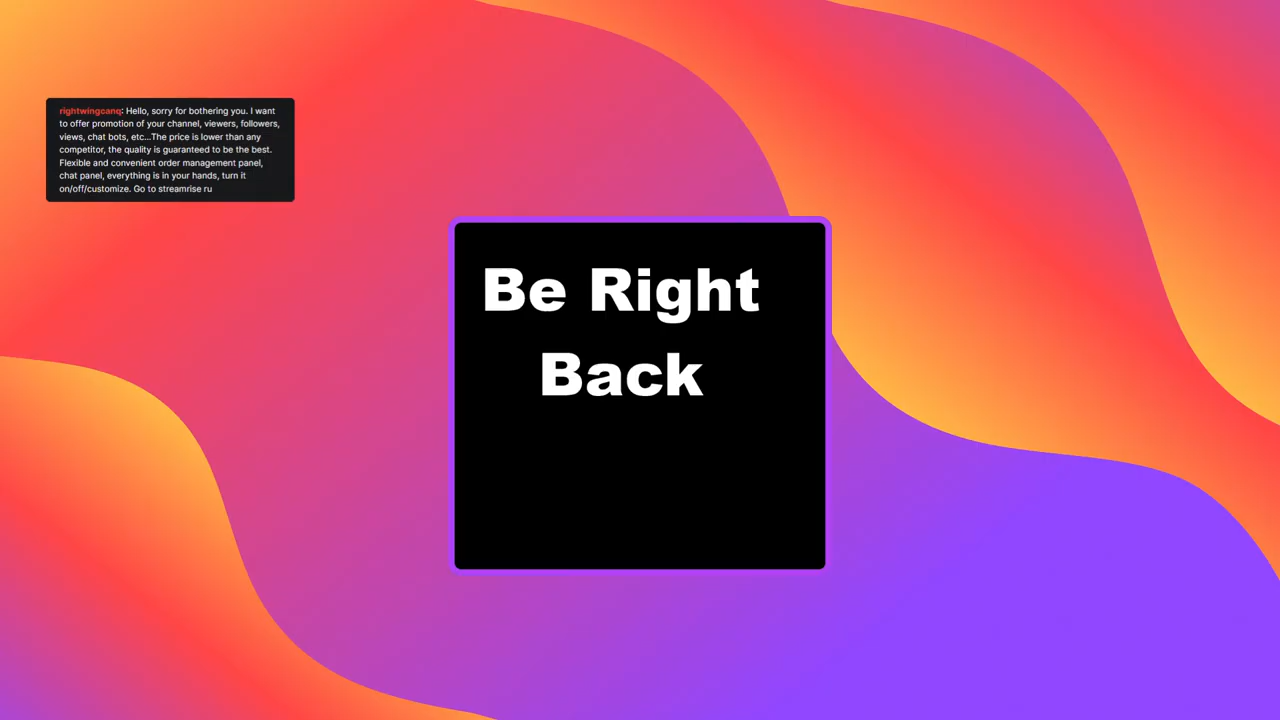 rightwingcanq: Hello, sorry for bothering you. I want
to offer promotion of your channel, viewers, followers,
views, chat bots, etc...The price is lower than any
competitor, the quality is guaranteed to be the best.
Flexible and convenient order management panel,
chat panel, everything is in your hands, turn it
on/off/customize. Go to streamrise ru
Be Right
Back